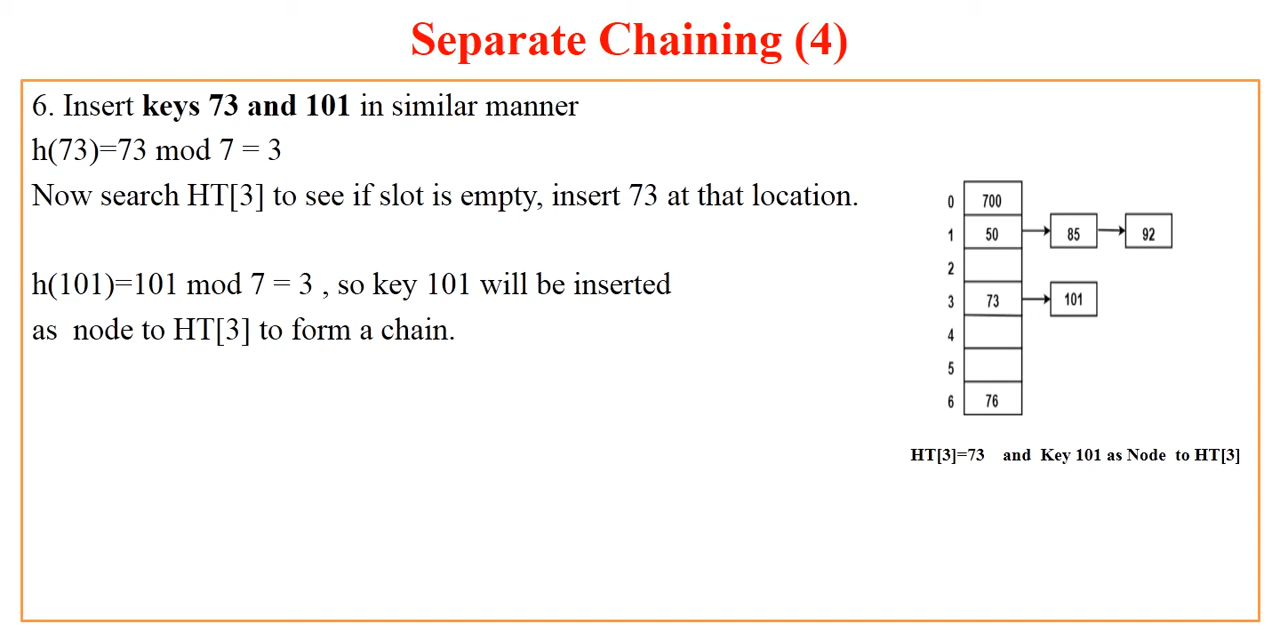 Separate Chaining (4)
6. Insert keys 73 and 101 in similar manner
h(73)=73 mod 7 = 3
Now search HT[3] to see if slot is empty, insert 73 at that location.
h(101)=101 mod 7 = 3 , so key 101 will be inserted
as node to HT[3] to form a chain.
0 700
1 50 85 92
2
3 73 101
4
5
6 76
HT[3]=73 and Key 101 as Node to HT[3]